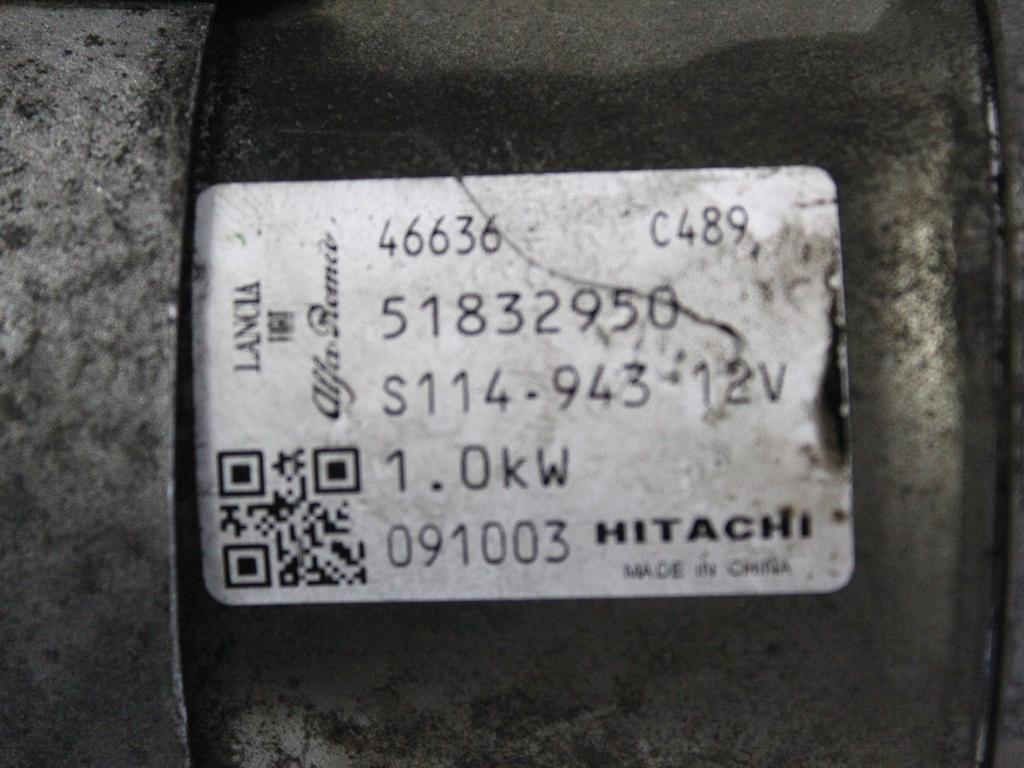 46636 C489
51832950
S114-943 12V
1.0kW
091003 HITACHI
MADE IN CHINA
LANCIA
FIAT
Alfa Romeo